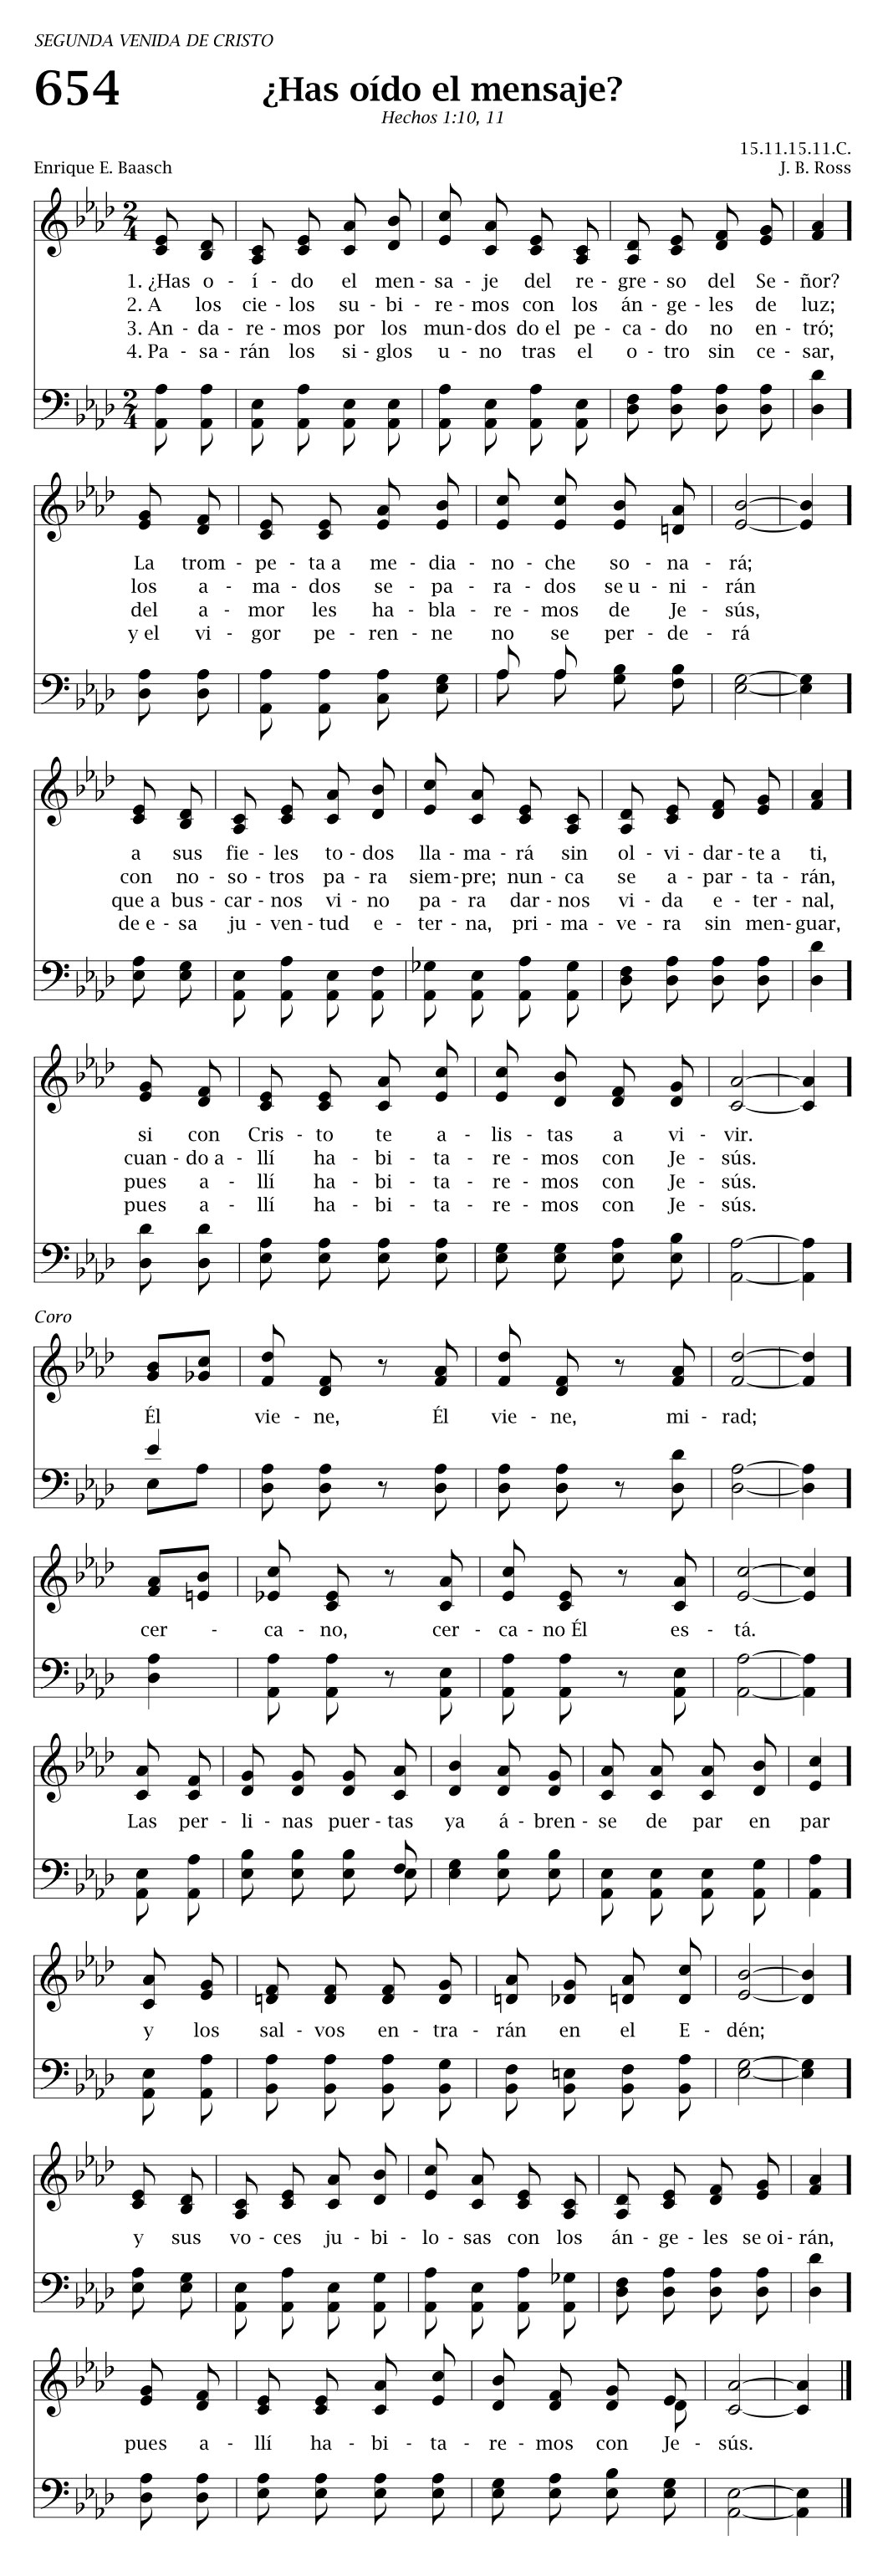 SEGUNDA VENIDA DE CRISTO
654
¿Has oído el mensaje?
Hechos 1:10, 11
15.11.15.11.C.
Enrique E. Baasch
J. B. Ross
1. ¿Has o - í - do el men - sa - je del re - gre - so del Se - ñor?
2. A los cie - los su - bi - re - mos con los án - ge - les de luz;
3. An - da - re - mos por los mun - dos do el pe - ca - do no en - tró;
4. Pa - sa - rán los si - glos u - no tras el o - tro sin ce - sar,
La trom - pe - ta a me - dia - no - che so - na - rá;
los a - ma - dos se - pa - ra - dos se u - ni - rán
del a - mor les ha - bla - re - mos de Je - sús,
y el vi - gor pe - ren - ne no se per - de - rá
a sus fie - les to - dos lla - ma - rá sin ol - vi - dar - te a ti,
con no - so - tros pa - ra siem - pre; nun - ca se a - par - ta - rán,
que a bus - car - nos vi - no pa - ra dar - nos vi - da e - ter - nal,
de e - sa ju - ven - tud e - ter - na, pri - ma - ve - ra sin men - guar,
si con Cris - to te a - lis - tas a vi - vir.
cuan - do a - llí ha - bi - ta - re - mos con Je - sús.
pues a - llí ha - bi - ta - re - mos con Je - sús.
pues a - llí ha - bi - ta - re - mos con Je - sús.
Coro
Él vie - ne, Él vie - ne, mi - rad;
cer - ca - no, cer - ca - no Él es - tá.
Las per - li - nas puer - tas ya á - bren - se de par en par
y los sal - vos en - tra - rán en el E - dén;
y sus vo - ces ju - bi - lo - sas con los án - ge - les se oi - rán,
pues a - llí ha - bi - ta - re - mos con Je - sús.